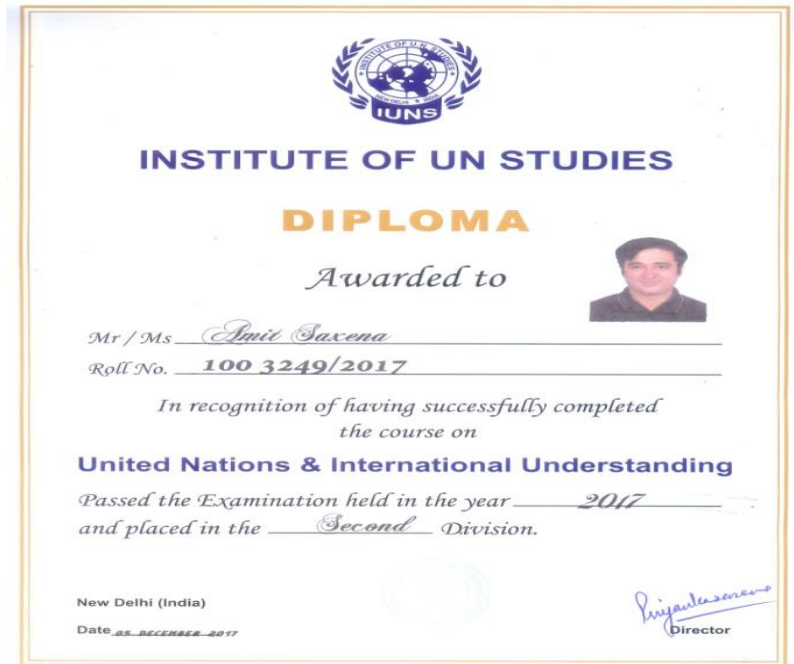 INSTITUTE OF U.N. STUDIES
NEW DELHI ★ INDIA
IUNS
INSTITUTE OF UN STUDIES
DIPLOMA
Awarded to
Mr / Ms Amit Saxena
Roll No. 100 3249/2017
In recognition of having successfully completed
the course on
United Nations & International Understanding
Passed the Examination held in the year 2017
and placed in the Second Division.
New Delhi (India)
Date 05 DECEMBER 2017
Director